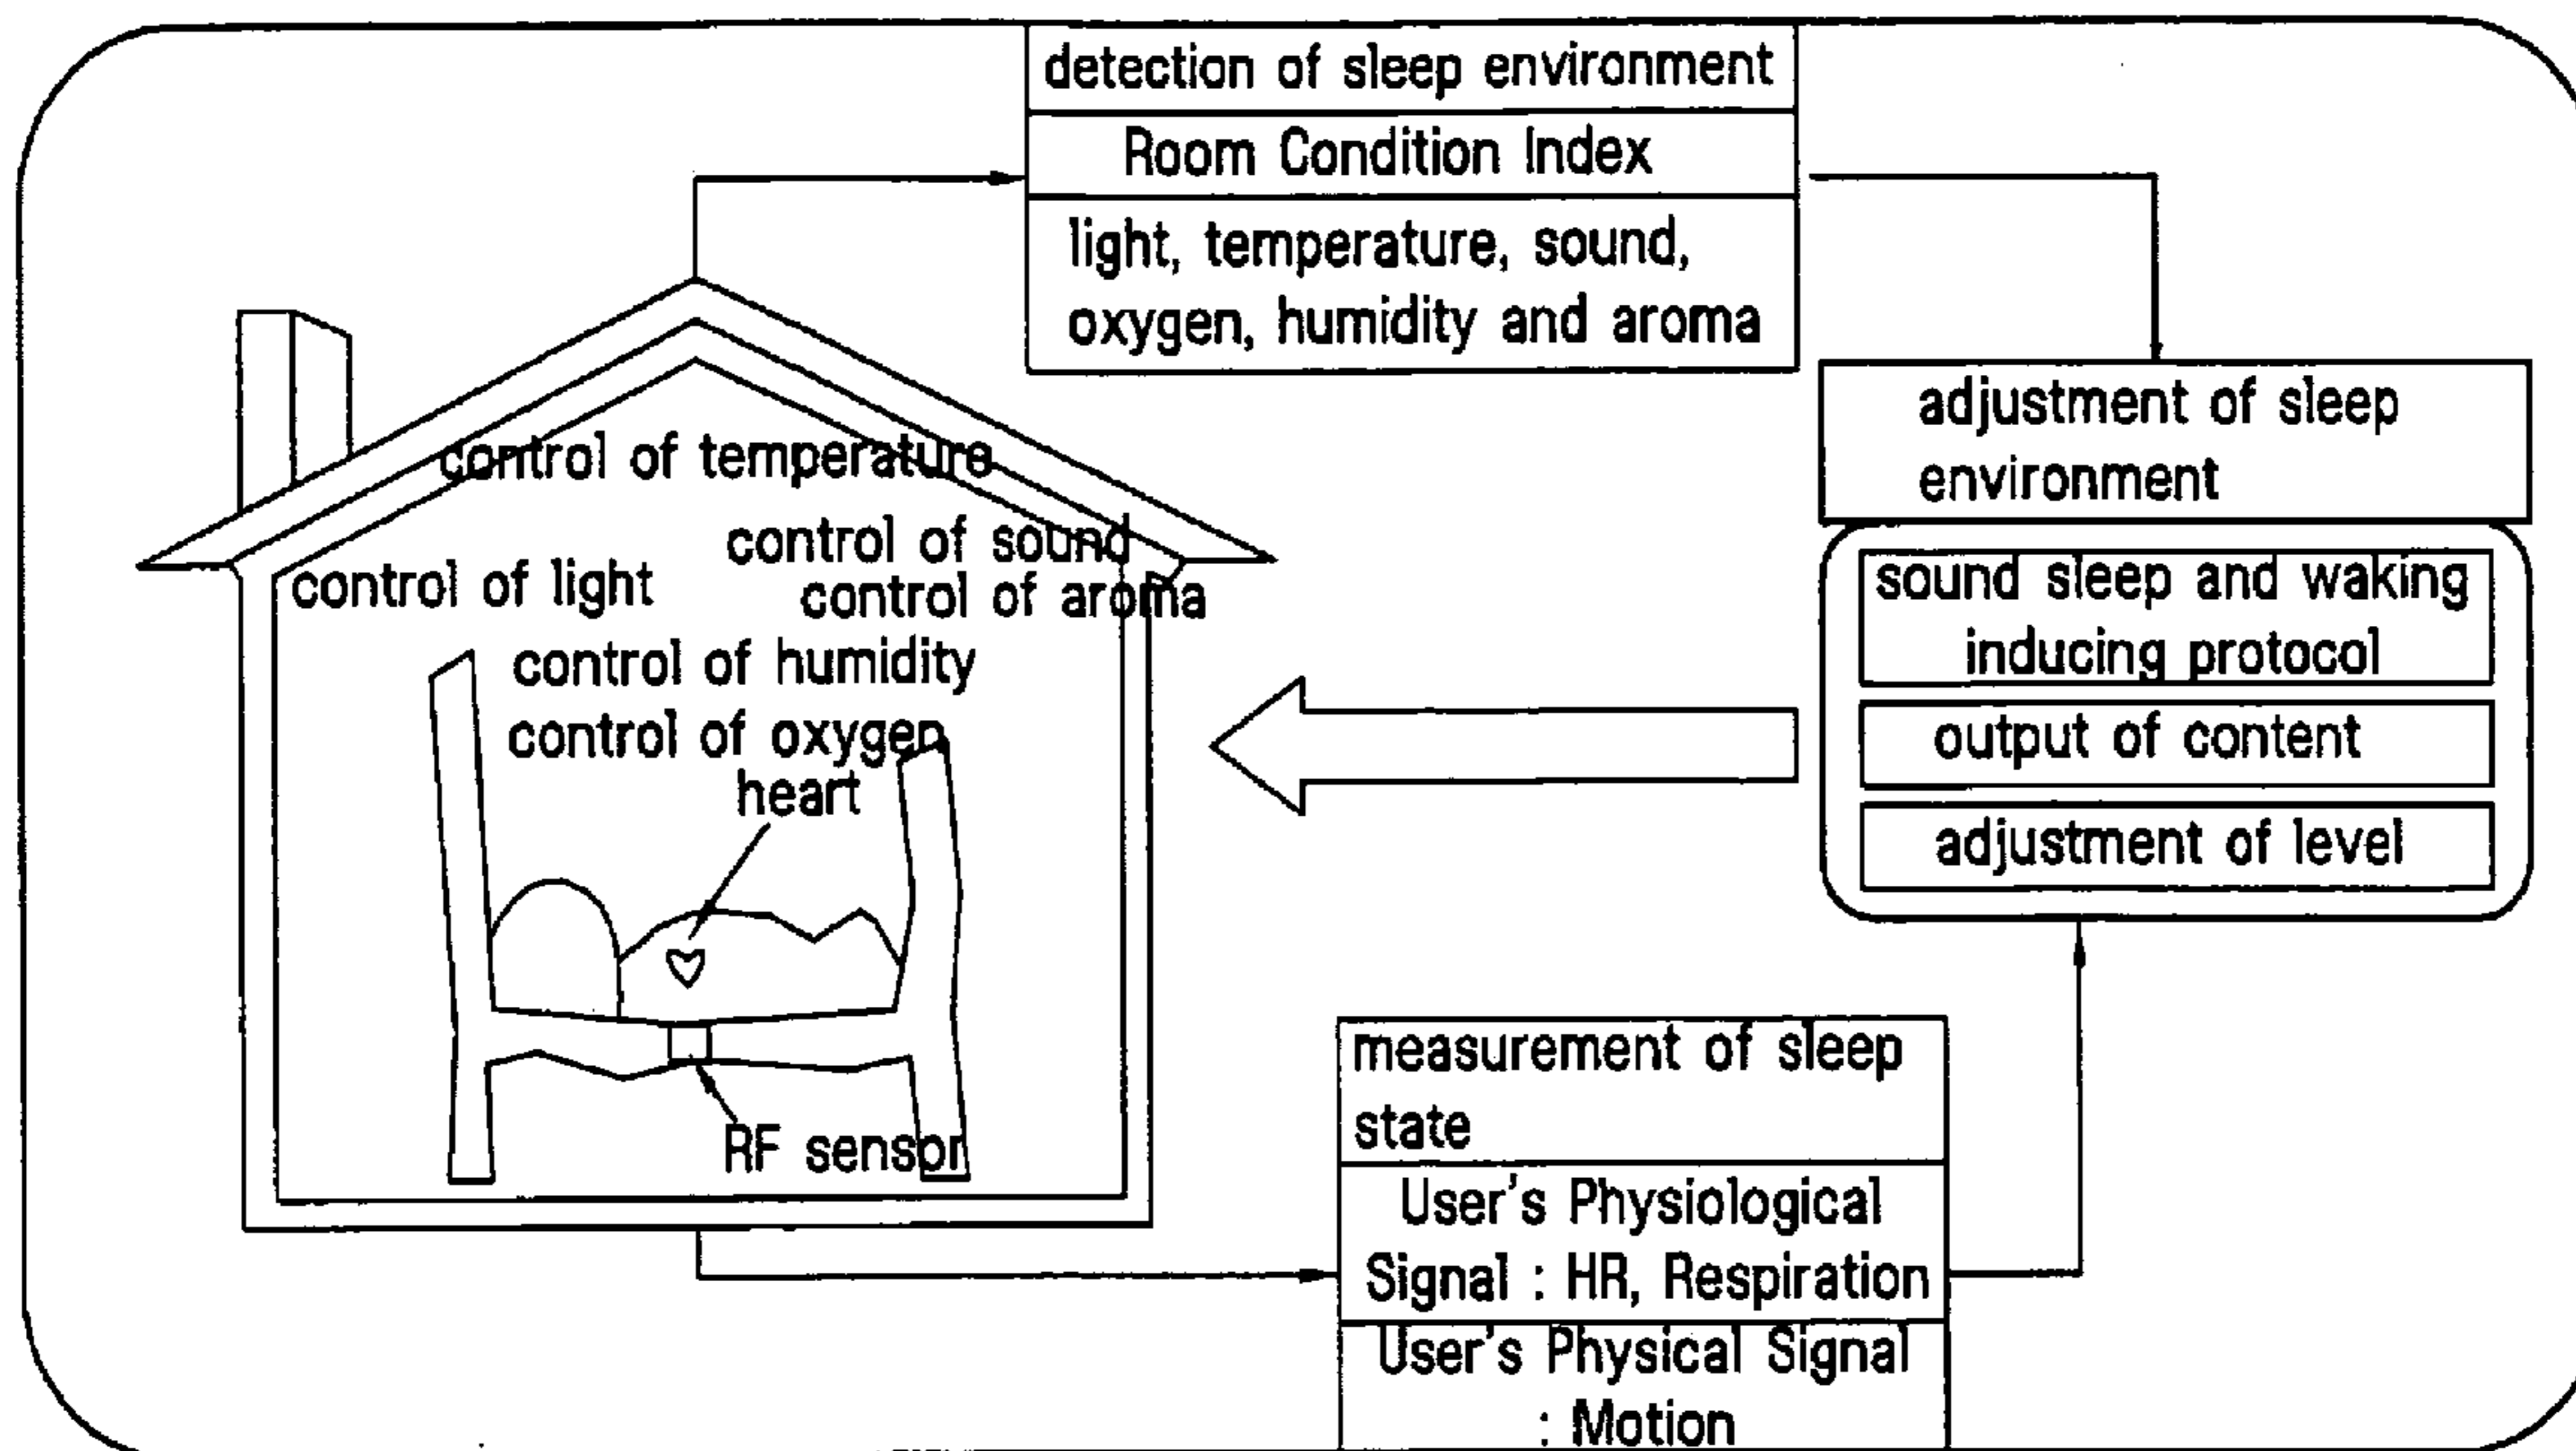 detection of sleep environment
Room Condition Index
light, temperature, sound,
oxygen, humidity and aroma
adjustment of sleep
environment
sound sleep and waking
inducing protocol
output of content
adjustment of level
control of temperature
control of sound
control of light
control of aroma
control of humidity
control of oxygen
heart
RF sensor
measurement of sleep
state
User's Physiological
Signal : HR, Respiration
User's Physical Signal
: Motion